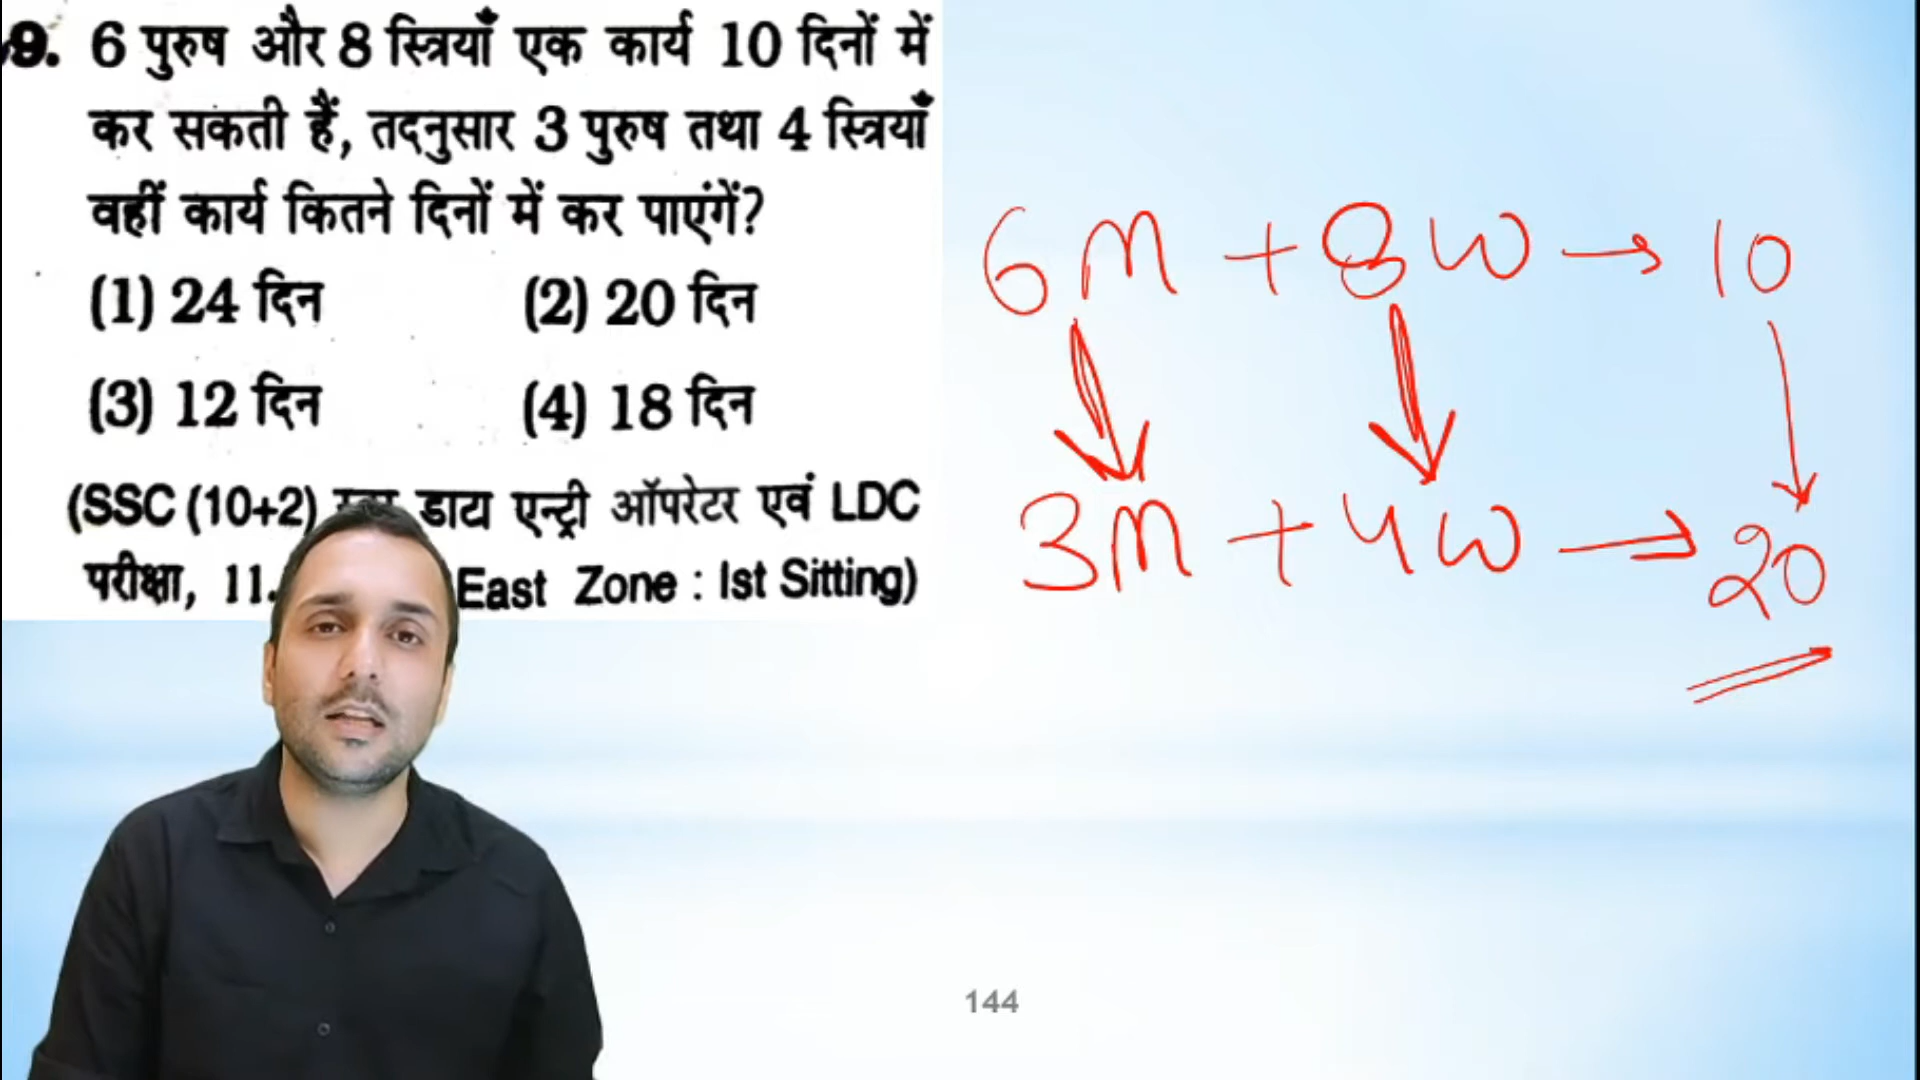 9. 6 पुरुष और 8 स्त्रियाँ एक कार्य 10 दिनों में
कर सकती हैं, तदनुसार 3 पुरुष तथा 4 स्त्रियाँ
वहीं कार्य कितने दिनों में कर पाएंगें?
(1) 24 दिन (2) 20 दिन
(3) 12 दिन (4) 18 दिन
(SSC (10+2) डाटा एन्ट्री ऑपरेटर एवं LDC
परीक्षा, 11. East Zone : Ist Sitting)
6M + 8W → 10
3M + 4W → 20
144